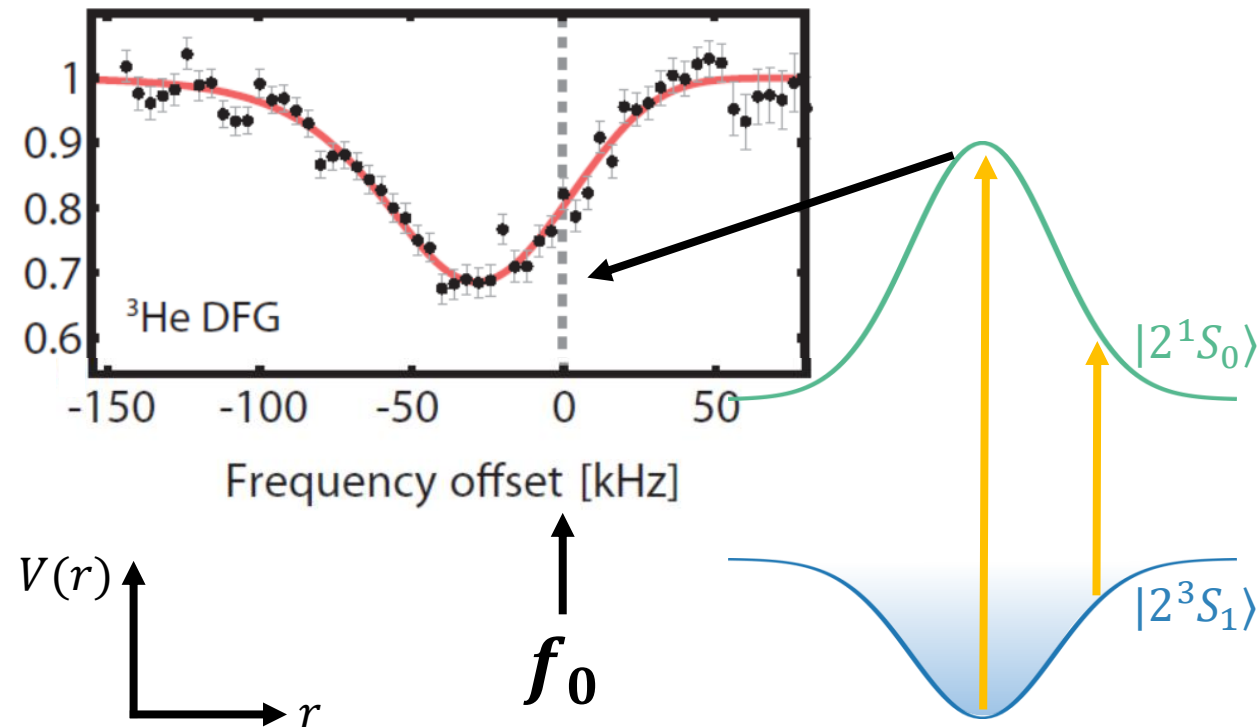 1
0.9
0.8
0.7
0.6
³He DFG
-150 -100 -50 0 50
Frequency offset [kHz]
f₀
|2¹S₀⟩
|2³S₁⟩
V(r)
r